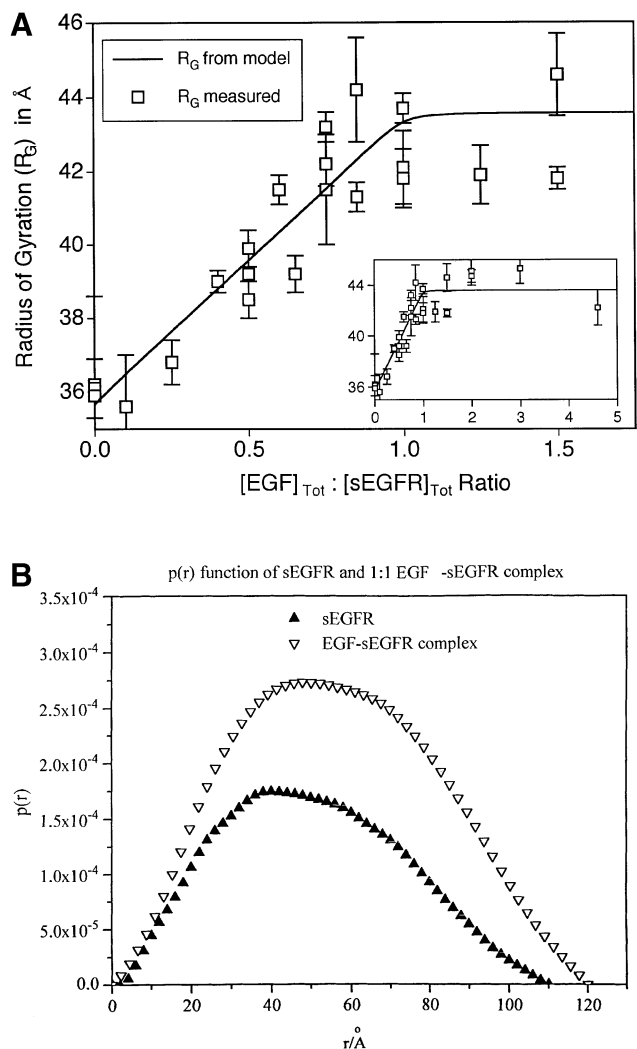 A
46
44
42
40
38
36
Radius of Gyration (RG) in Å
RG from model
RG measured
44
40
36
0 1 2 3 4 5
0.0 0.5 1.0 1.5
[EGF]Tot : [sEGFR]Tot Ratio
B
p(r) function of sEGFR and 1:1 EGF -sEGFR complex
3.5x10-4
3.0x10-4
2.5x10-4
2.0x10-4
1.5x10-4
1.0x10-4
5.0x10-5
0.0
p(r)
sEGFR
EGF-sEGFR complex
0 20 40 60 80 100 120
r/Å